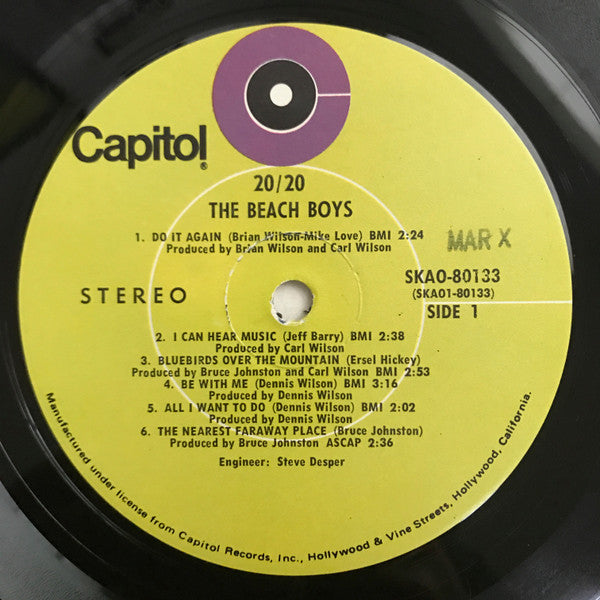 Capitol®
20/20
THE BEACH BOYS
1. DO IT AGAIN (Brian Wilson-Mike Love) BMI 2:24
Produced by Brian Wilson and Carl Wilson
MAR X
STEREO
SKAO-80133
(SKAO1-80133)
SIDE 1
2. I CAN HEAR MUSIC (Jeff Barry) BMI 2:38
Produced by Carl Wilson
3. BLUEBIRDS OVER THE MOUNTAIN (Ersel Hickey)
Produced by Bruce Johnston and Carl Wilson BMI 2:53
4. BE WITH ME (Dennis Wilson) BMI 3:16
Produced by Dennis Wilson
5. ALL I WANT TO DO (Dennis Wilson) BMI 2:02
Produced by Dennis Wilson
6. THE NEAREST FARAWAY PLACE (Bruce Johnston)
Produced by Bruce Johnston ASCAP 2:36
Engineer: Steve Desper
Manufactured under license from Capitol Records, Inc., Hollywood & Vine Streets, Hollywood, California.